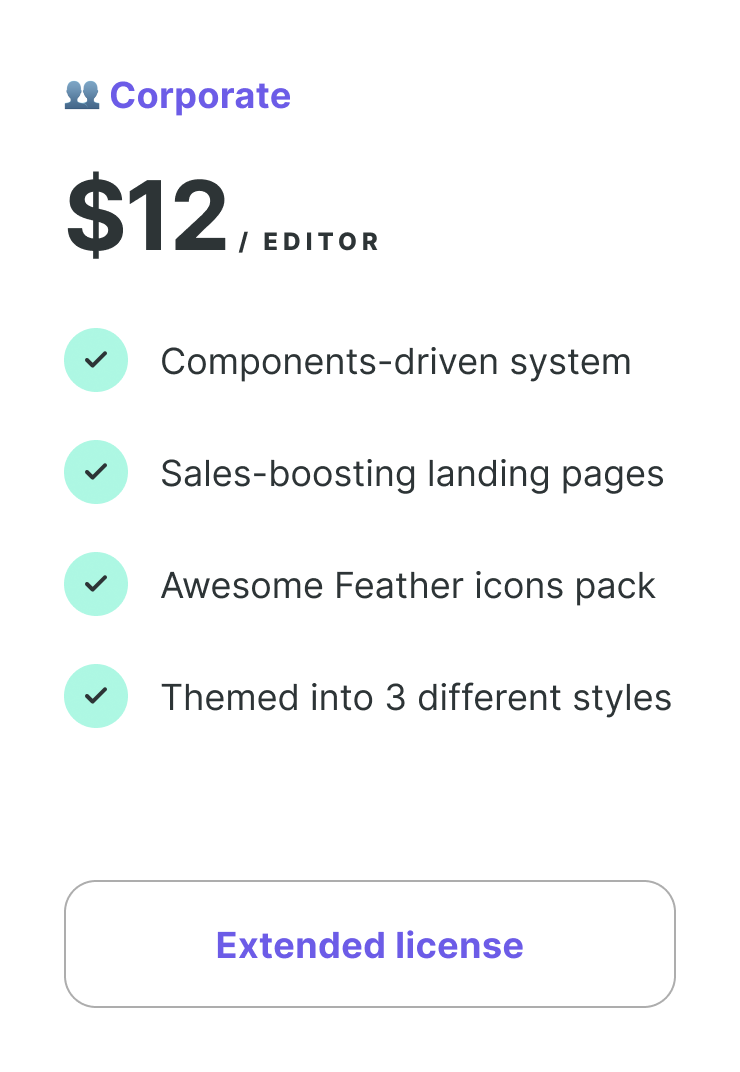 Corporate
$12 / EDITOR
Components-driven system
Sales-boosting landing pages
Awesome Feather icons pack
Themed into 3 different styles
Extended license